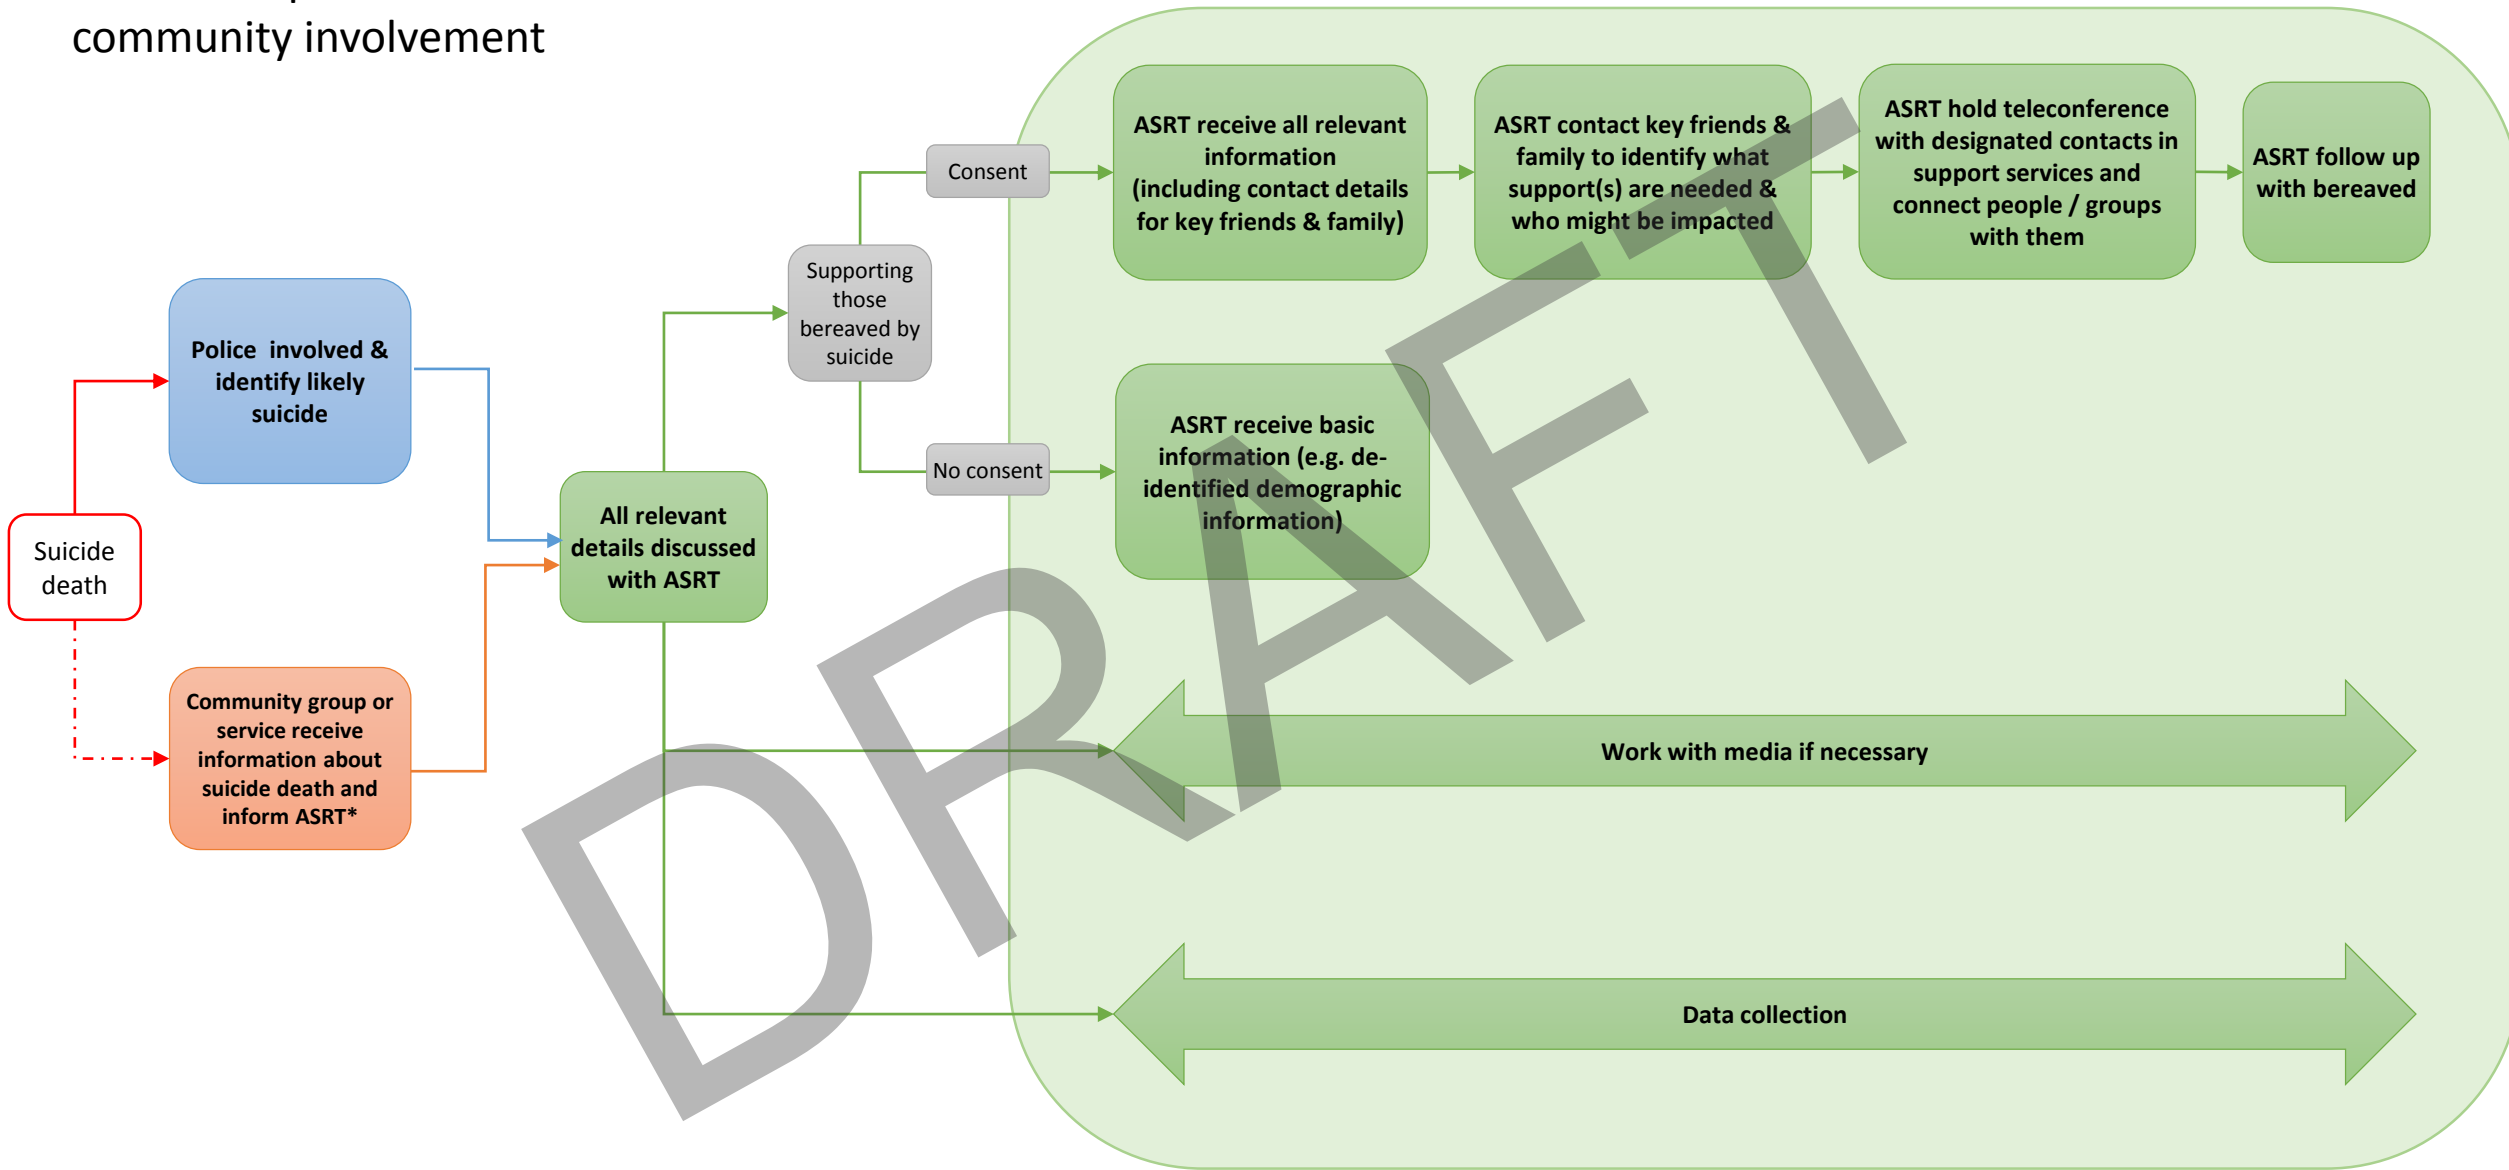 community involvement
Suicide
death
Police  involved &
identify likely
suicide
Community group or
service receive
information about
suicide death and
inform ASRT*
All relevant
details discussed
with ASRT
Supporting
those
bereaved by
suicide
Consent
No consent
ASRT receive all relevant
information
(including contact details
for key friends & family)
ASRT contact key friends &
family to identify what
support(s) are needed &
who might be impacted
ASRT hold teleconference
with designated contacts in
support services and
connect people / groups
with them
ASRT follow up
with bereaved
ASRT receive basic
information (e.g. de-
identified demographic
information)
Work with media if necessary
Data collection
DRAFT